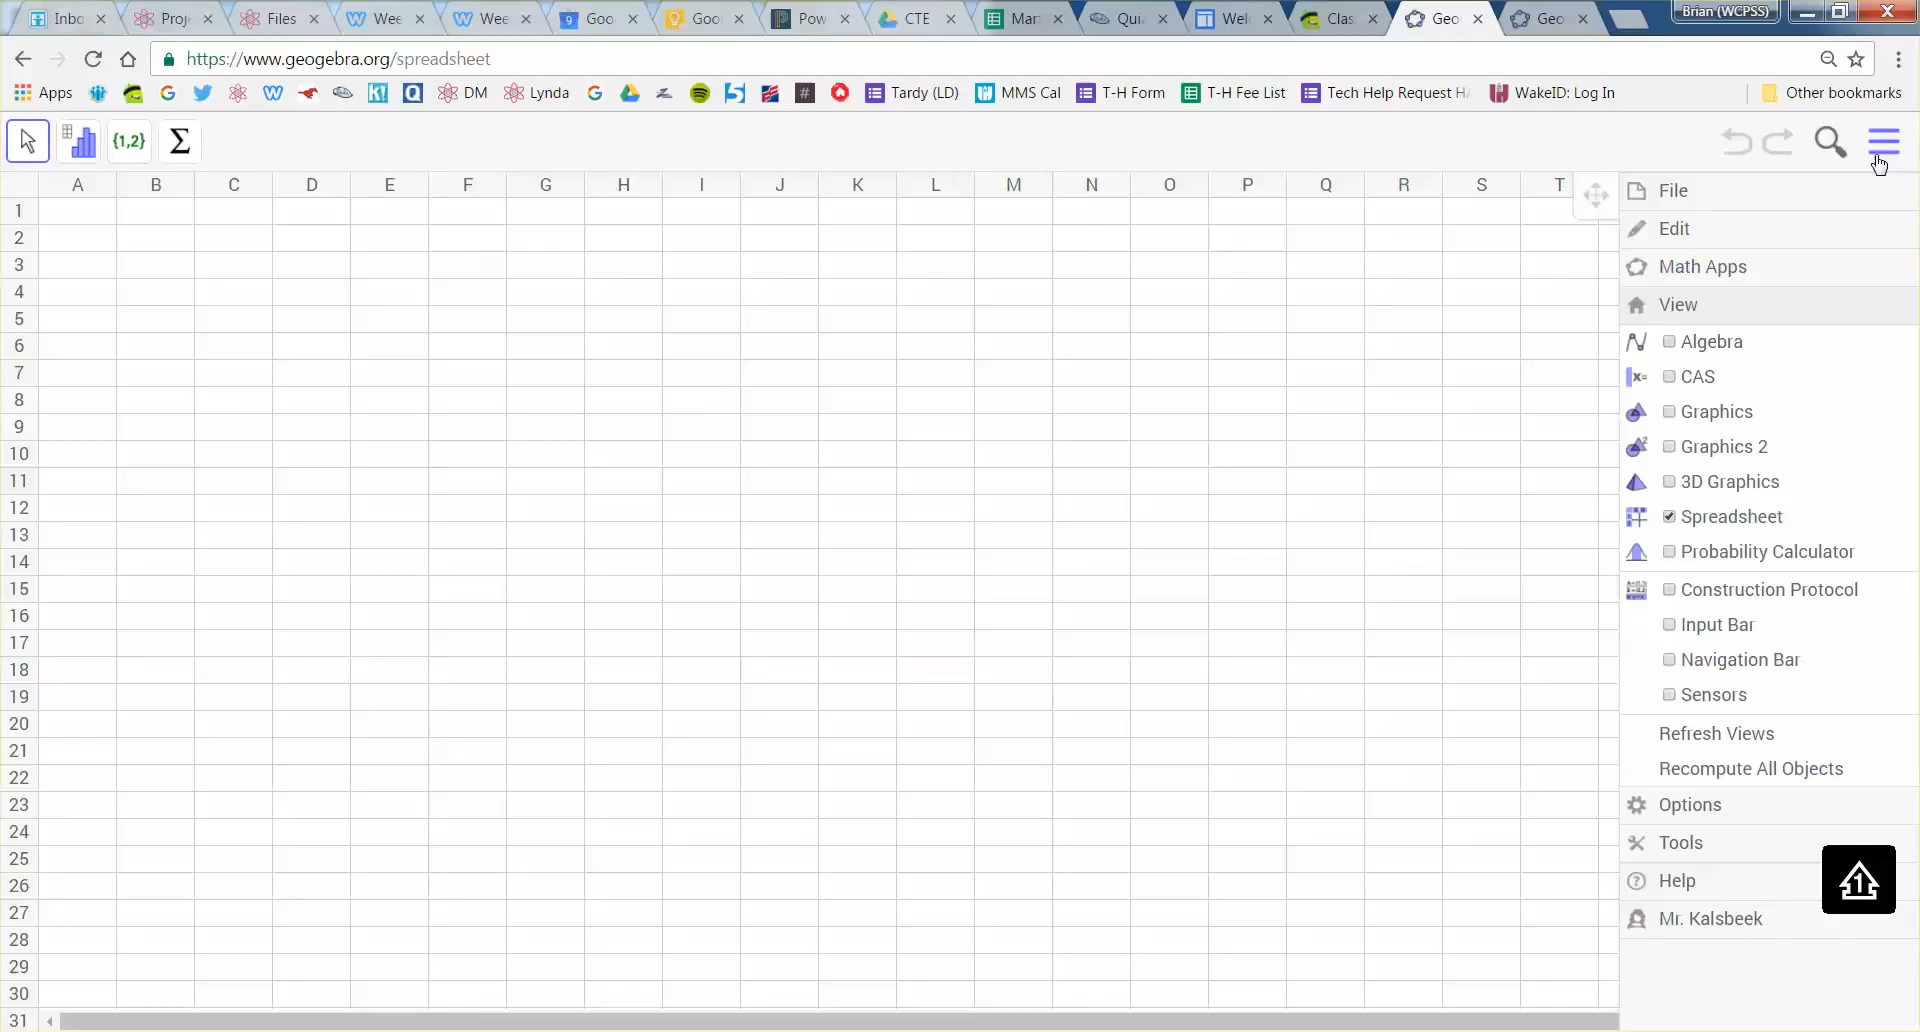 Inbo Proj Files Wee Wee Goo Goo Pow CTE Mar Qui Wel Clas Geo Geo Brian (WCPSS)
https://www.geogebra.org/spreadsheet
Apps DM Lynda Tardy (LD) MMS Cal T-H Form T-H Fee List Tech Help Request H WakeID: Log In Other bookmarks
{1,2} Σ
A B C D E F G H I J K L M N O P Q R S T
1
2
3
4
5
6
7
8
9
10
11
12
13
14
15
16
17
18
19
20
21
22
23
24
25
26
27
28
29
30
31
File
Edit
Math Apps
View
Algebra
CAS
Graphics
Graphics 2
3D Graphics
Spreadsheet
Probability Calculator
Construction Protocol
Input Bar
Navigation Bar
Sensors
Refresh Views
Recompute All Objects
Options
Tools
Help
Mr. Kalsbeek
1